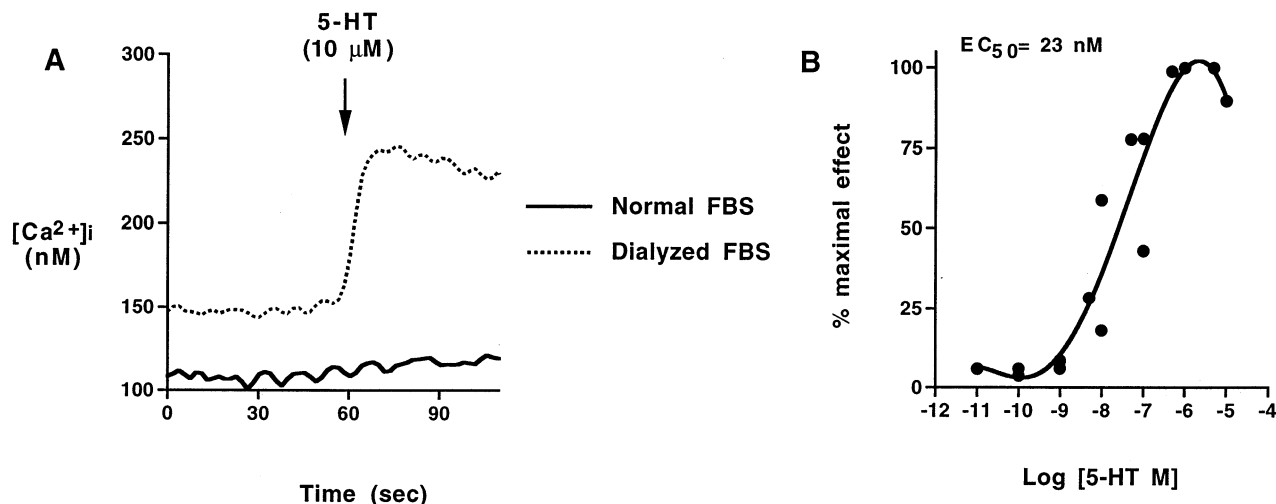 A
5-HT
(10 µM)
300
250
200
150
100
[Ca2+]i
(nM)
0 30 60 90
Time (sec)
Normal FBS
Dialyzed FBS
B
EC50= 23 nM
100
75
50
25
0
% maximal effect
-12 -11 -10 -9 -8 -7 -6 -5 -4
Log [5-HT M]